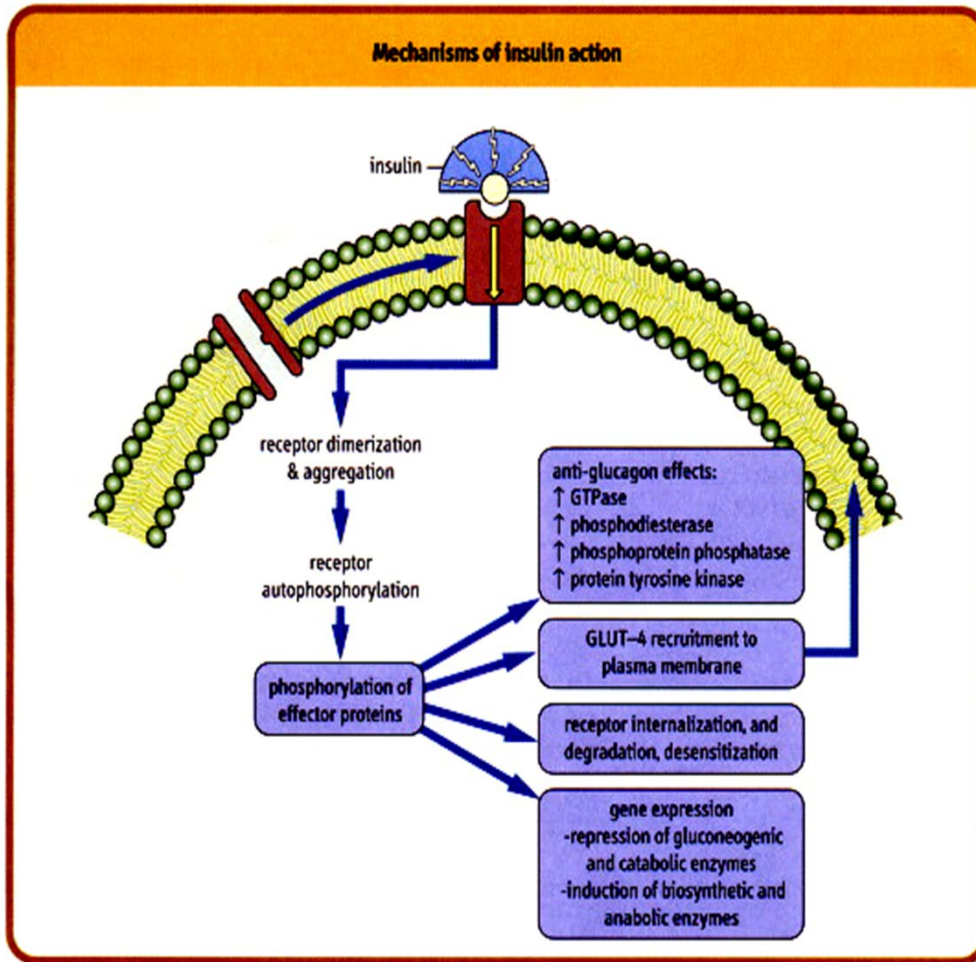 Mechanisms of insulin action
insulin
receptor dimerization
& aggregation
receptor
autophosphorylation
phosphorylation of
effector proteins
anti-glucagon effects:
↑ GTPase
↑ phosphodiesterase
↑ phosphoprotein phosphatase
↑ protein tyrosine kinase
GLUT–4 recruitment to
plasma membrane
receptor internalization, and
degradation, desensitization
gene expression
-repression of gluconeogenic
and catabolic enzymes
-induction of biosynthetic and
anabolic enzymes